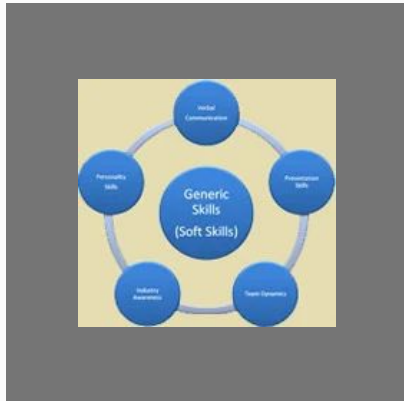 Verbal
Communication
Personality
Skills
Presentation
Skills
Generic
Skills
(Soft Skills)
Industry
Awareness
Team Dynamics